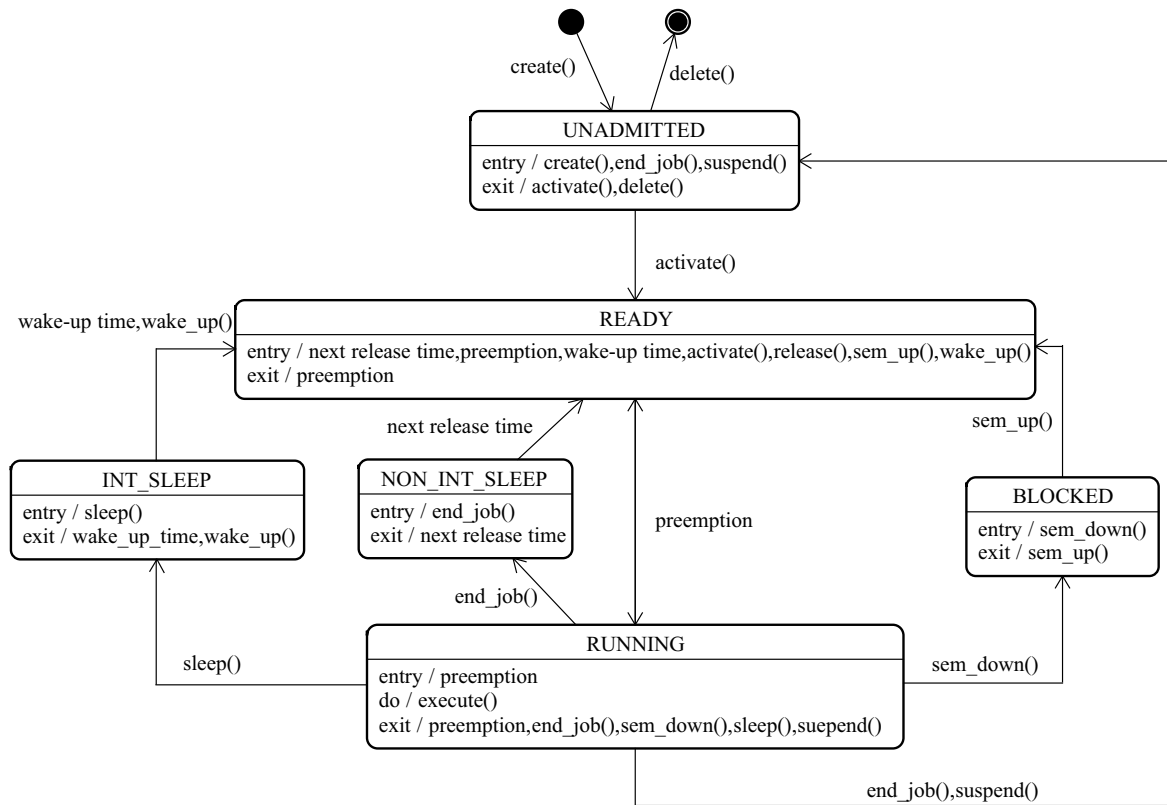 create()
delete()
UNADMITTED
entry / create(),end_job(),suspend()
exit / activate(),delete()
activate()
wake-up time,wake_up()
READY
entry / next release time,preemption,wake-up time,activate(),release(),sem_up(),wake_up()
exit / preemption
next release time
sem_up()
INT_SLEEP
entry / sleep()
exit / wake_up_time,wake_up()
NON_INT_SLEEP
entry / end_job()
exit / next release time
preemption
BLOCKED
entry / sem_down()
exit / sem_up()
end_job()
sleep()
RUNNING
entry / preemption
do / execute()
exit / preemption,end_job(),sem_down(),sleep(),suepend()
sem_down()
end_job(),suspend()